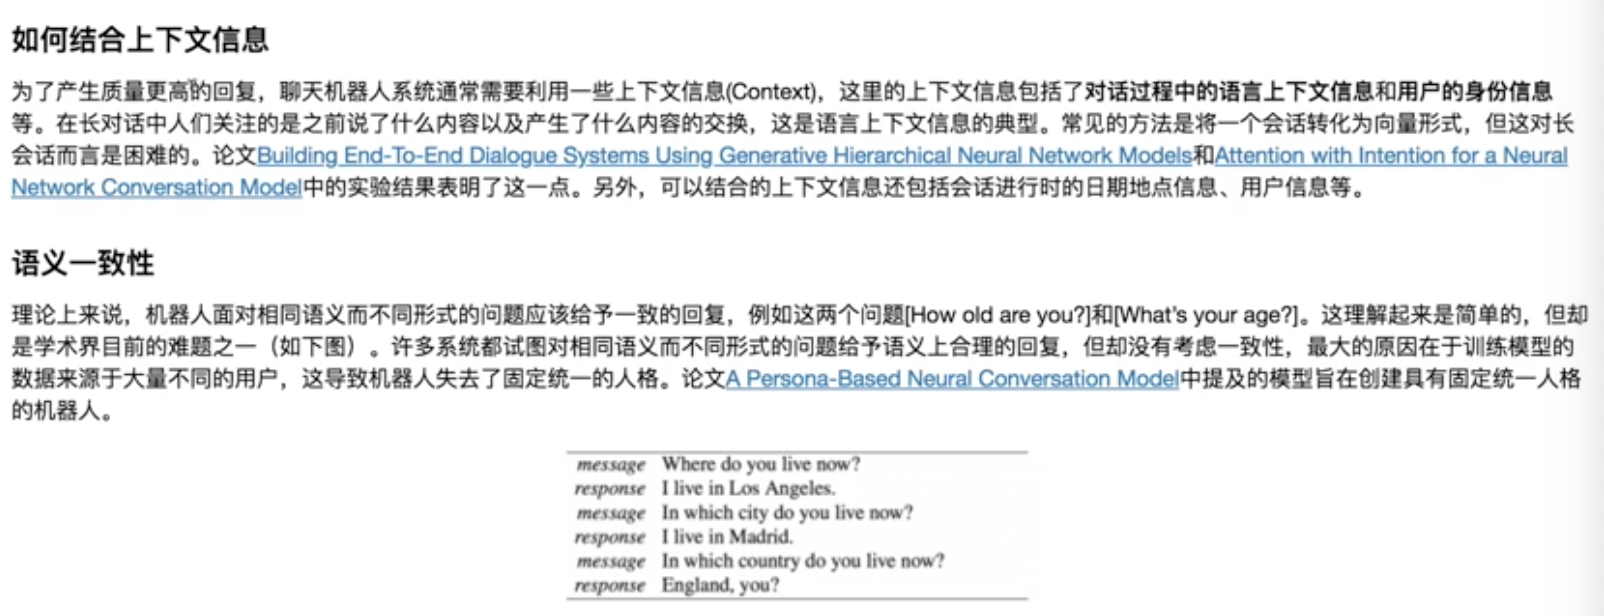 如何结合上下文信息
为了产生质量更高的回复，聊天机器人系统通常需要利用一些上下文信息(Context)，这里的上下文信息包括了对话过程中的语言上下文信息和用户的身份信息
等。在长对话中人们关注的是之前说了什么内容以及产生了什么内容的交换，这是语言上下文信息的典型。常见的方法是将一个会话转化为向量形式，但这对长
会话而言是困难的。论文Building End-To-End Dialogue Systems Using Generative Hierarchical Neural Network Models和Attention with Intention for a Neural
Network Conversation Model中的实验结果表明了这一点。另外，可以结合的上下文信息还包括会话进行时的日期地点信息、用户信息等。
语义一致性
理论上来说，机器人面对相同语义而不同形式的问题应该给予一致的回复，例如这两个问题[How old are you?]和[What's your age?]。这理解起来是简单的，但却
是学术界目前的难题之一（如下图）。许多系统都试图对相同语义而不同形式的问题给予语义上合理的回复，但却没有考虑一致性，最大的原因在于训练模型的
数据来源于大量不同的用户，这导致机器人失去了固定统一的人格。论文A Persona-Based Neural Conversation Model中提及的模型旨在创建具有固定统一人格
的机器人。
message Where do you live now?
response I live in Los Angeles.
message In which city do you live now?
response I live in Madrid.
message In which country do you live now?
response England, you?